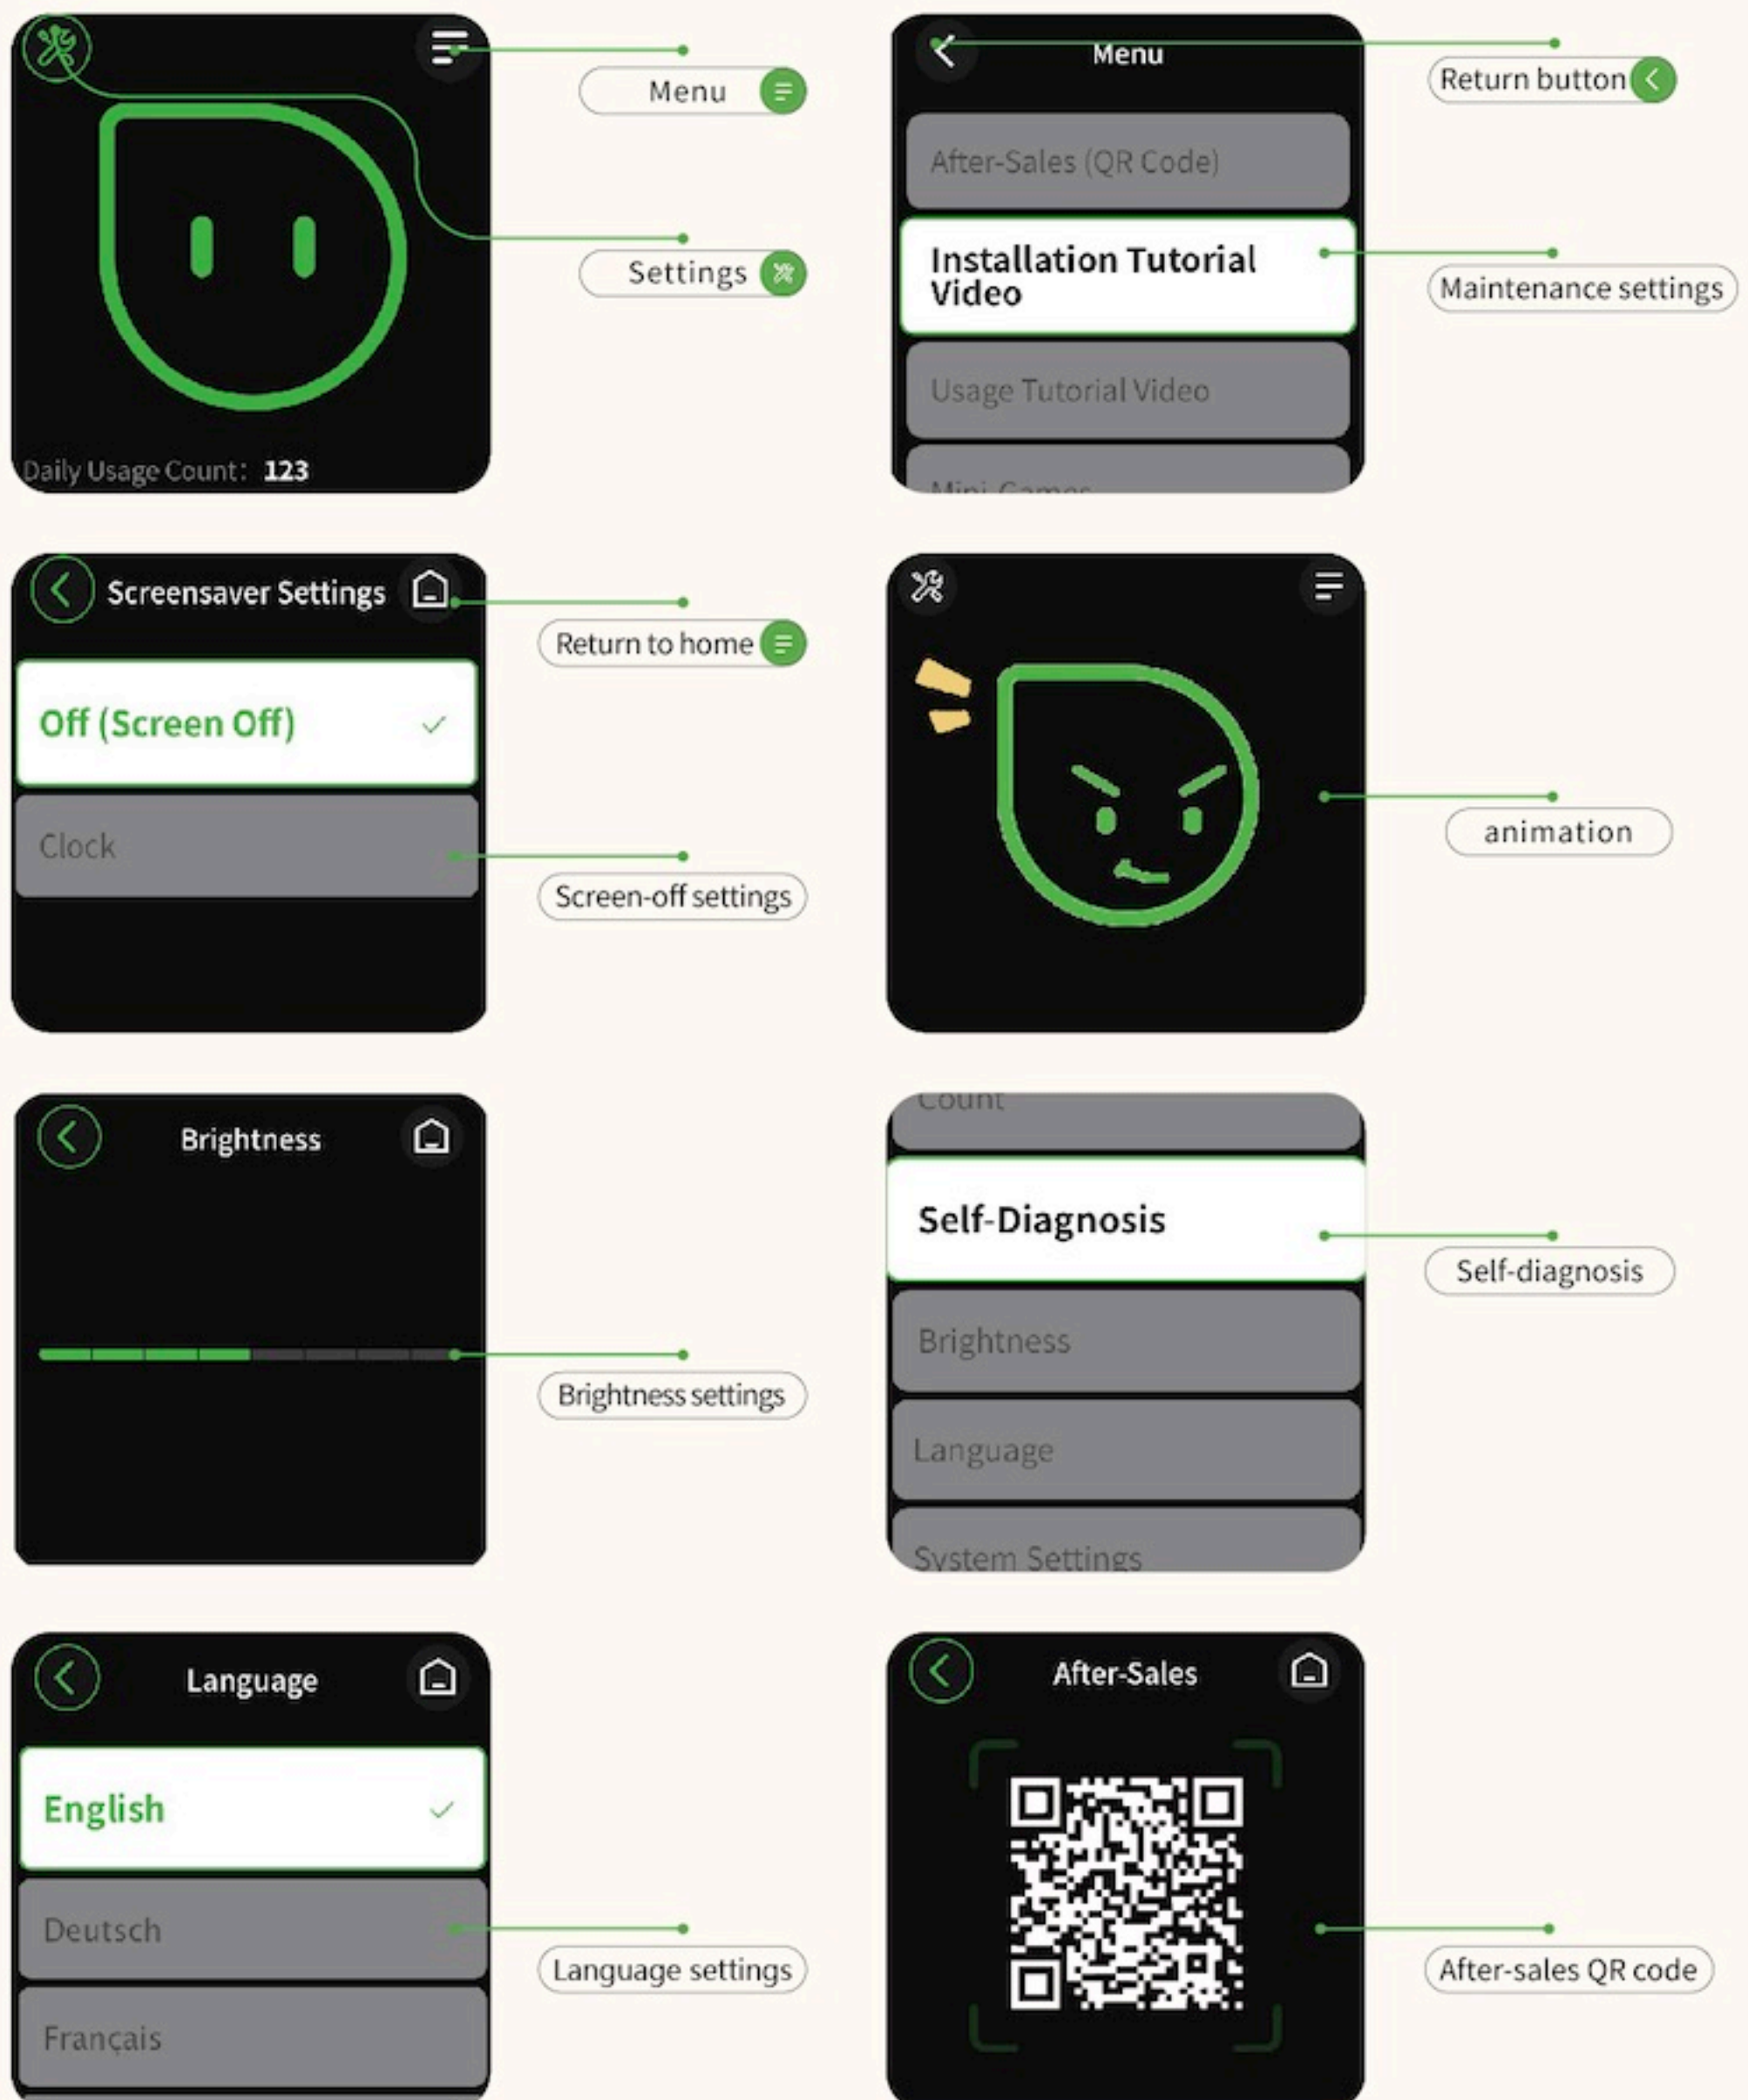 Menu
Settings
Daily Usage Count: 123
Menu
Return button
After-Sales (QR Code)
Installation Tutorial
Video
Maintenance settings
Usage Tutorial Video
Mini-Games
Screensaver Settings
Return to home
Off (Screen Off)
Clock
Screen-off settings
animation
Brightness
Brightness settings
Count
Self-Diagnosis
Self-diagnosis
Brightness
Language
System Settings
Language
English
Deutsch
Language settings
Français
After-Sales
After-sales QR code